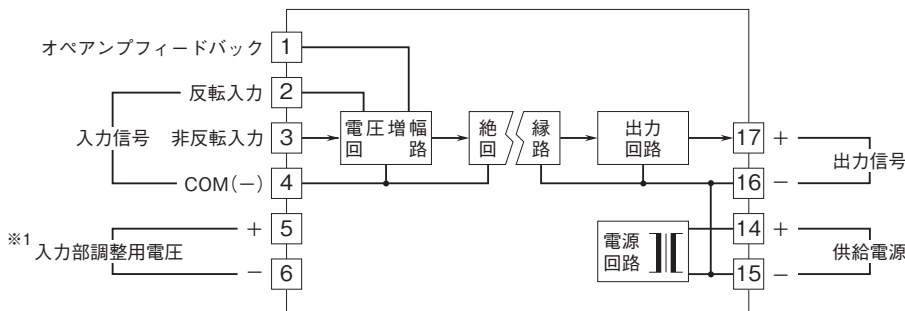 オペアンプフィードバック 1
反転入力 2
入力信号
非反転入力 3
COM(−) 4
※1
入力部調整用電圧
+ 5
− 6
電圧増幅
回路
絶縁
回路
出力
回路
電源
回路
17 +
16 −
出力信号
14 +
15 −
供給電源